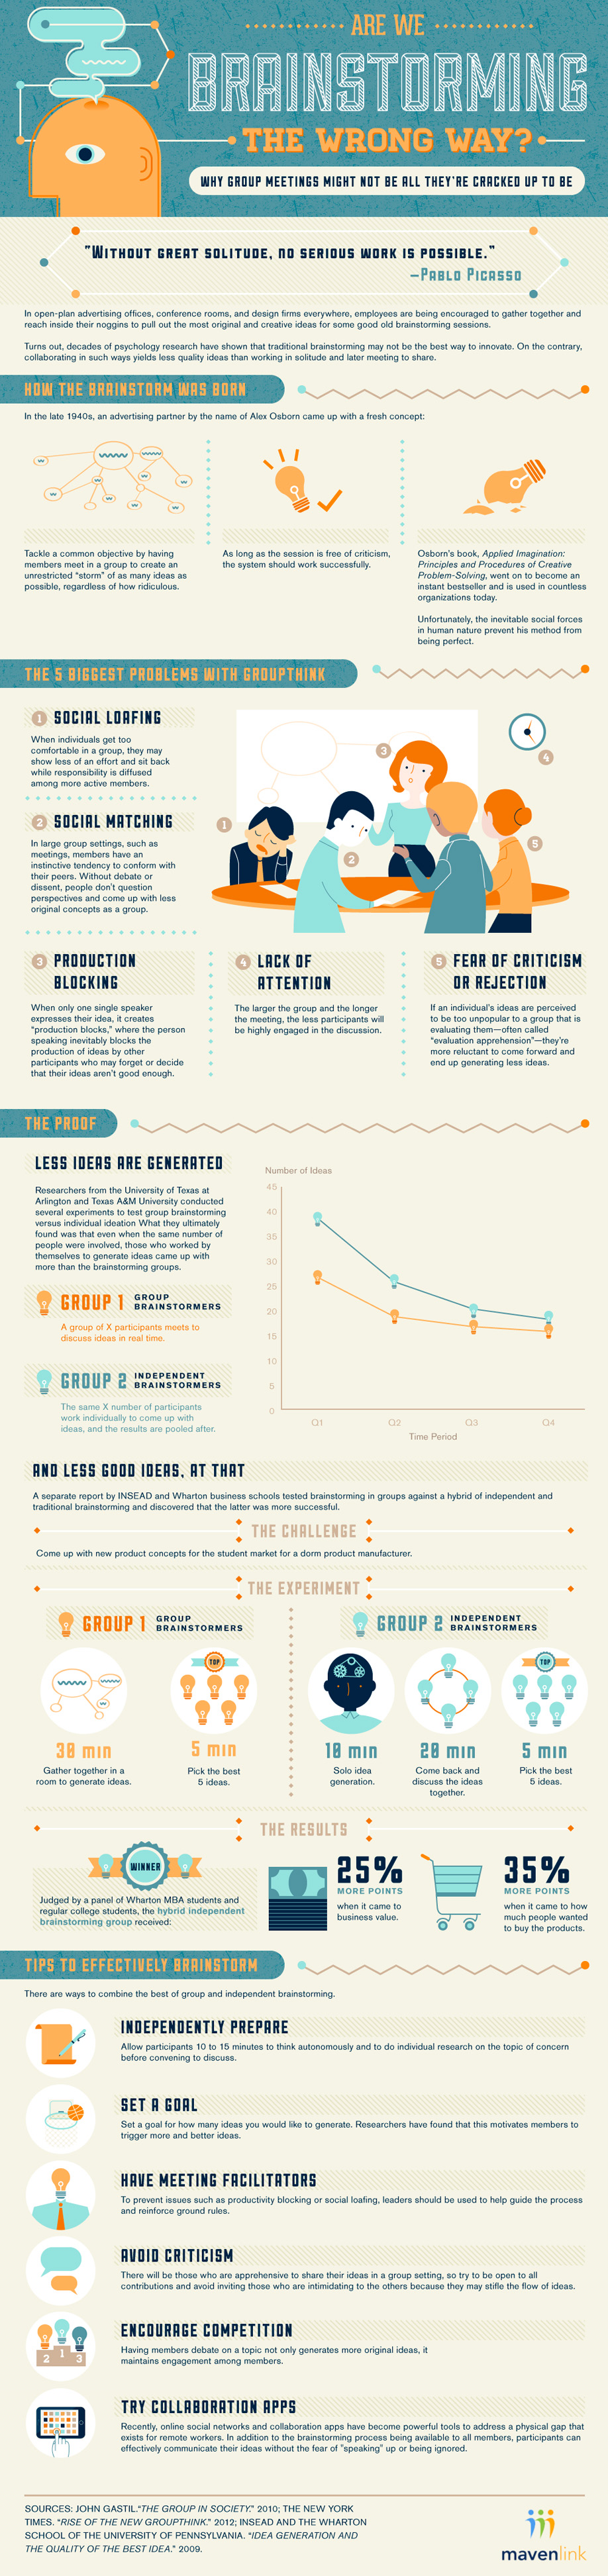 ARE WE
BRAINSTORMING
THE WRONG WAY?
WHY GROUP MEETINGS MIGHT NOT BE ALL THEY'RE CRACKED UP TO BE
"WITHOUT GREAT SOLITUDE, NO SERIOUS WORK IS POSSIBLE."
—PABLO PICASSO
In open-plan advertising offices, conference rooms, and design firms everywhere, employees are being encouraged to gather together and
reach inside their noggins to pull out the most original and creative ideas for some good old brainstorming sessions.
Turns out, decades of psychology research have shown that traditional brainstorming may not be the best way to innovate. On the contrary,
collaborating in such ways yields less quality ideas than working in solitude and later meeting to share.
HOW THE BRAINSTORM WAS BORN
In the late 1940s, an advertising partner by the name of Alex Osborn came up with a fresh concept:
Tackle a common objective by having
members meet in a group to create an
unrestricted "storm" of as many ideas as
possible, regardless of how ridiculous.
As long as the session is free of criticism,
the system should work successfully.
Osborn's book, Applied Imagination:
Principles and Procedures of Creative
Problem-Solving, went on to become an
instant bestseller and is used in countless
organizations today.
Unfortunately, the inevitable social forces
in human nature prevent his method from
being perfect.
THE 5 BIGGEST PROBLEMS WITH GROUPTHINK
1 SOCIAL LOAFING
When individuals get too
comfortable in a group, they may
show less of an effort and sit back
while responsibility is diffused
among more active members.
2 SOCIAL MATCHING
In large group settings, such as
meetings, members have an
instinctive tendency to conform with
their peers. Without debate or
dissent, people don't question
perspectives and come up with less
original concepts as a group.
1
2
3
4
5
3 PRODUCTION
BLOCKING
When only one single speaker
expresses their idea, it creates
"production blocks," where the person
speaking inevitably blocks the
production of ideas by other
participants who may forget or decide
that their ideas aren't good enough.
4 LACK OF
ATTENTION
The larger the group and the longer
the meeting, the less participants will
be highly engaged in the discussion.
5 FEAR OF CRITICISM
OR REJECTION
If an individual's ideas are perceived
to be too unpopular to a group that is
evaluating them—often called
"evaluation apprehension"—they're
more reluctant to come forward and
end up generating less ideas.
THE PROOF
LESS IDEAS ARE GENERATED
Researchers from the University of Texas at
Arlington and Texas A&M University conducted
several experiments to test group brainstorming
versus individual ideation What they ultimately
found was that even when the same number of
people were involved, those who worked by
themselves to generate ideas came up with
more than the brainstorming groups.
GROUP 1 GROUP
BRAINSTORMERS
A group of X participants meets to
discuss ideas in real time.
GROUP 2 INDEPENDENT
BRAINSTORMERS
The same X number of participants
work individually to come up with
ideas, and the results are pooled after.
Number of Ideas
45
40
35
30
25
20
15
10
5
0
Q1 Q2 Q3 Q4
Time Period
AND LESS GOOD IDEAS, AT THAT
A separate report by INSEAD and Wharton business schools tested brainstorming in groups against a hybrid of independent and
traditional brainstorming and discovered that the latter was more successful.
THE CHALLENGE
Come up with new product concepts for the student market for a dorm product manufacturer.
THE EXPERIMENT
GROUP 1 GROUP
BRAINSTORMERS
TOP
30 min
Gather together in a
room to generate ideas.
5 min
Pick the best
5 ideas.
GROUP 2 INDEPENDENT
BRAINSTORMERS
TOP
10 min
Solo idea
generation.
20 min
Come back and
discuss the ideas
together.
5 min
Pick the best
5 ideas.
THE RESULTS
WINNER
Judged by a panel of Wharton MBA students and
regular college students, the hybrid independent
brainstorming group received:
25%
MORE POINTS
when it came to
business value.
35%
MORE POINTS
when it came to how
much people wanted
to buy the products.
TIPS TO EFFECTIVELY BRAINSTORM
There are ways to combine the best of group and independent brainstorming.
INDEPENDENTLY PREPARE
Allow participants 10 to 15 minutes to think autonomously and to do individual research on the topic of concern
before convening to discuss.
SET A GOAL
Set a goal for how many ideas you would like to generate. Researchers have found that this motivates members to
trigger more and better ideas.
HAVE MEETING FACILITATORS
To prevent issues such as productivity blocking or social loafing, leaders should be used to help guide the process
and reinforce ground rules.
AVOID CRITICISM
There will be those who are apprehensive to share their ideas in a group setting, so try to be open to all
contributions and avoid inviting those who are intimidating to the others because they may stifle the flow of ideas.
2 1 3
ENCOURAGE COMPETITION
Having members debate on a topic not only generates more original ideas, it
maintains engagement among members.
TRY COLLABORATION APPS
Recently, online social networks and collaboration apps have become powerful tools to address a physical gap that
exists for remote workers. In addition to the brainstorming process being available to all members, participants can
effectively communicate their ideas without the fear of "speaking" up or being ignored.
SOURCES: JOHN GASTIL."THE GROUP IN SOCIETY." 2010; THE NEW YORK
TIMES. "RISE OF THE NEW GROUPTHINK." 2012; INSEAD AND THE WHARTON
SCHOOL OF THE UNIVERSITY OF PENNSYLVANIA. "IDEA GENERATION AND
THE QUALITY OF THE BEST IDEA." 2009.
mavenlink